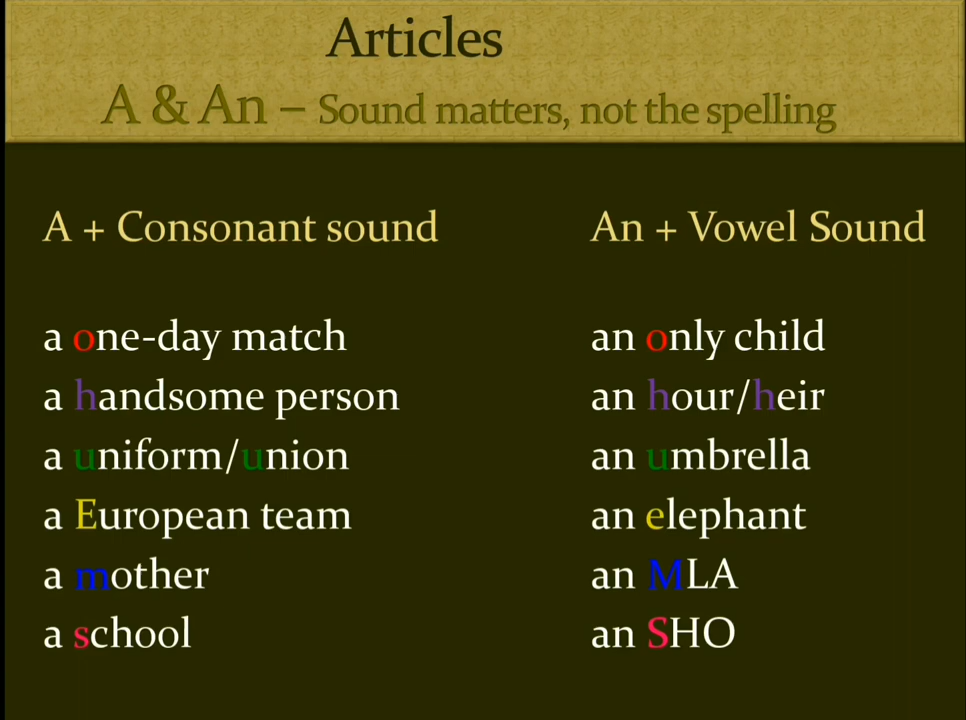 Articles
A & An – Sound matters, not the spelling
A + Consonant sound
a one-day match
a handsome person
a uniform/union
a European team
a mother
a school
An + Vowel Sound
an only child
an hour/heir
an umbrella
an elephant
an MLA
an SHO